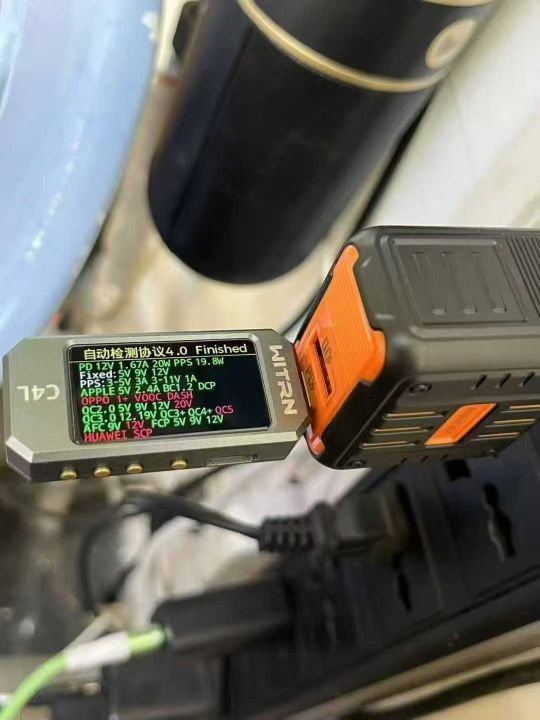 自动检测协议4.0 Finished
PD 12V 1.67A 20W PPS 19.8W
Fixed:5V 9V 12V
PPS:3-5V 3A 3-11V 1A
APPLE 5V 2.4A BC1.2 DCP
OPPO 1+ VOOC DASH
QC2.0 5V 9V 12V 20V
QC3.0 12.19V QC3+ QC4+ QC5
AFC 9V 12V FCP 5V 9V 12V
HUAWEI SCP
WITRN
C4L